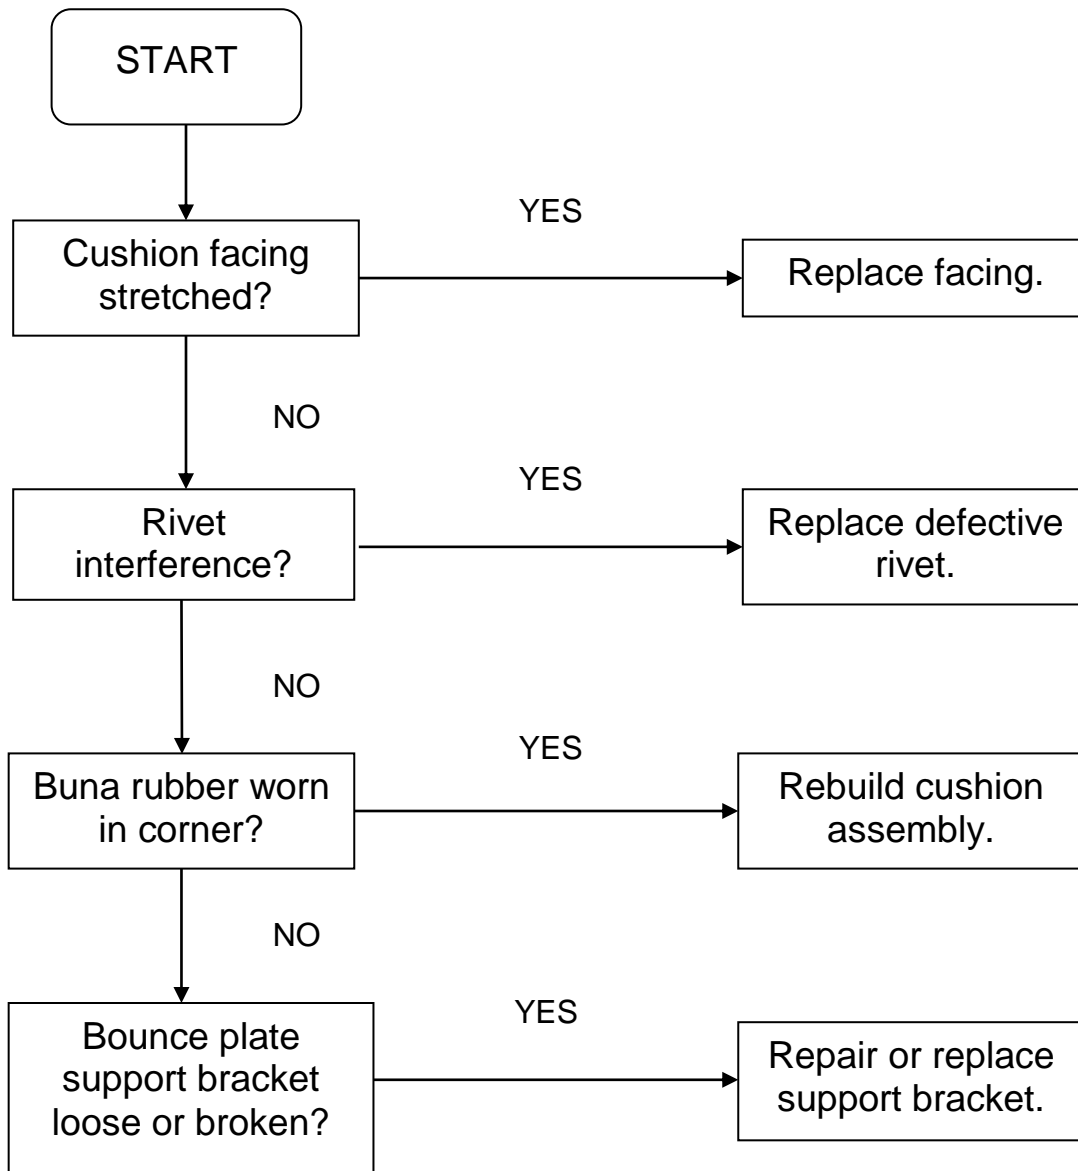 START
YES
Cushion facing
stretched?
Replace facing.
NO
YES
Rivet
interference?
Replace defective
rivet.
NO
YES
Buna rubber worn
in corner?
Rebuild cushion
assembly.
NO
YES
Bounce plate
support bracket
loose or broken?
Repair or replace
support bracket.